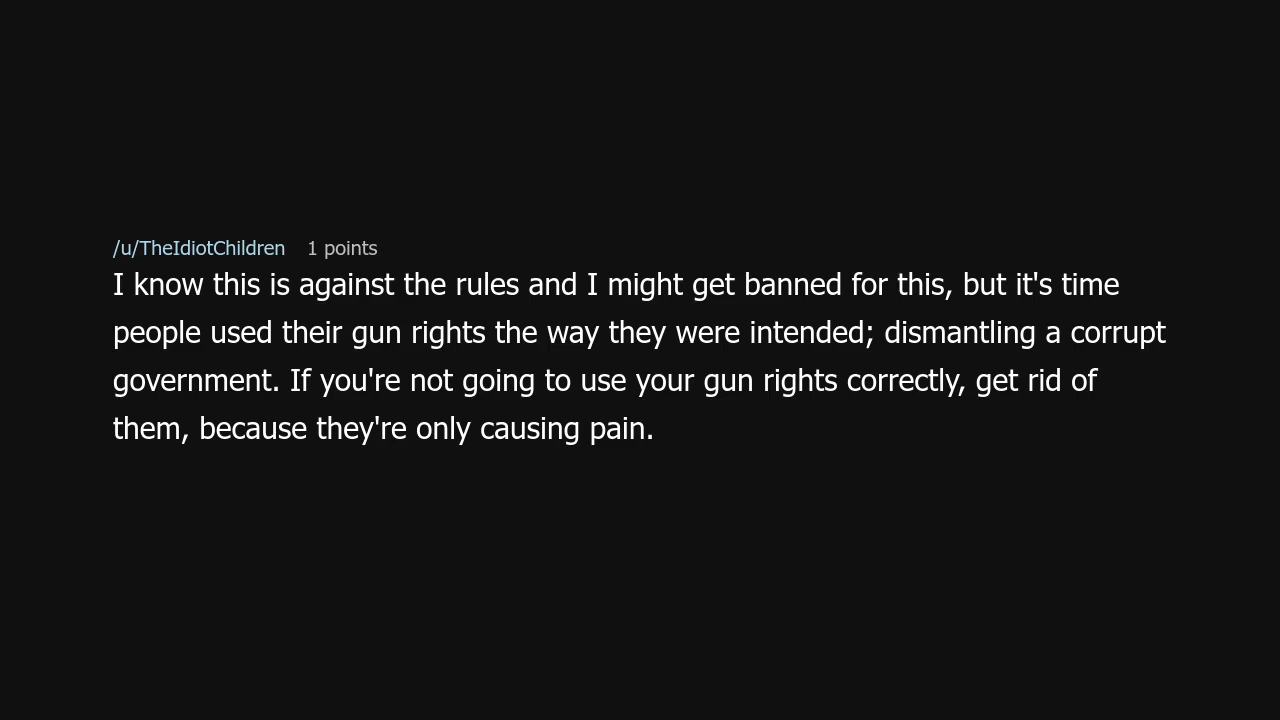 /u/TheIdiotChildren 1 points
I know this is against the rules and I might get banned for this, but it's time
people used their gun rights the way they were intended; dismantling a corrupt
government. If you're not going to use your gun rights correctly, get rid of
them, because they're only causing pain.